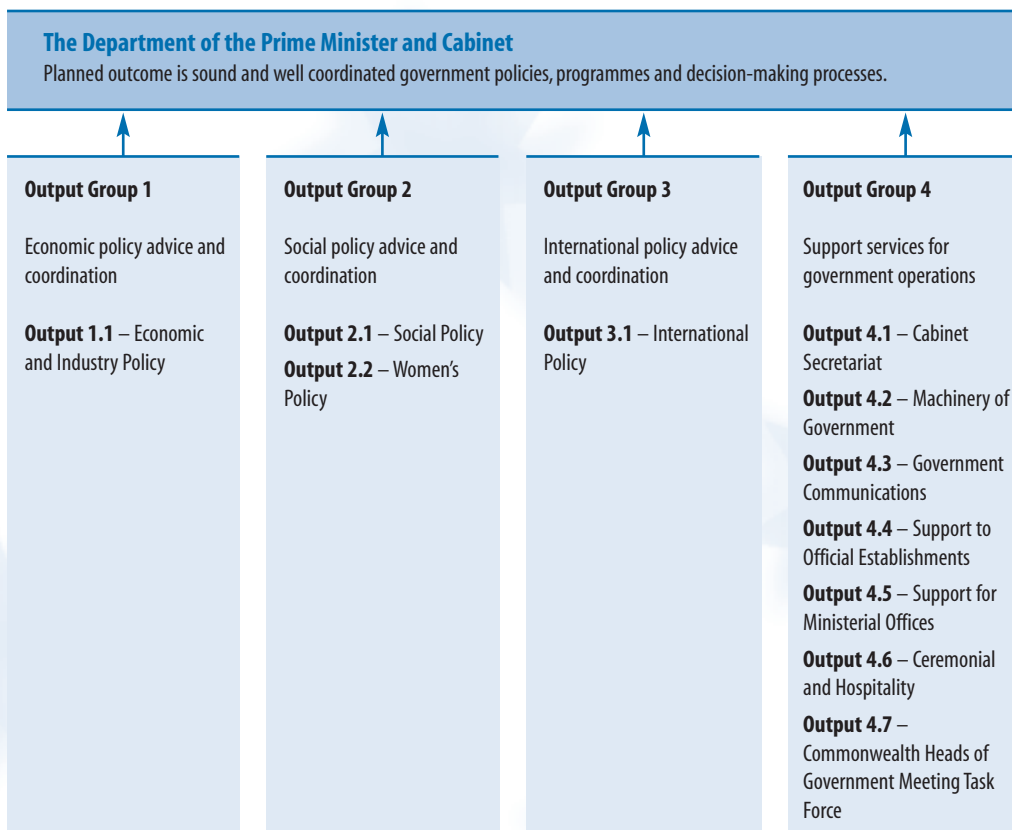 The Department of the Prime Minister and Cabinet
Planned outcome is sound and well coordinated government policies, programmes and decision-making processes.
Output Group 1
Economic policy advice and
coordination
Output 1.1 – Economic
and Industry Policy
Output Group 2
Social policy advice and
coordination
Output 2.1 – Social Policy
Output 2.2 – Women's
Policy
Output Group 3
International policy advice
and coordination
Output 3.1 – International
Policy
Output Group 4
Support services for
government operations
Output 4.1 – Cabinet
Secretariat
Output 4.2 – Machinery of
Government
Output 4.3 – Government
Communications
Output 4.4 – Support to
Official Establishments
Output 4.5 – Support for
Ministerial Offices
Output 4.6 – Ceremonial
and Hospitality
Output 4.7 –
Commonwealth Heads of
Government Meeting Task
Force